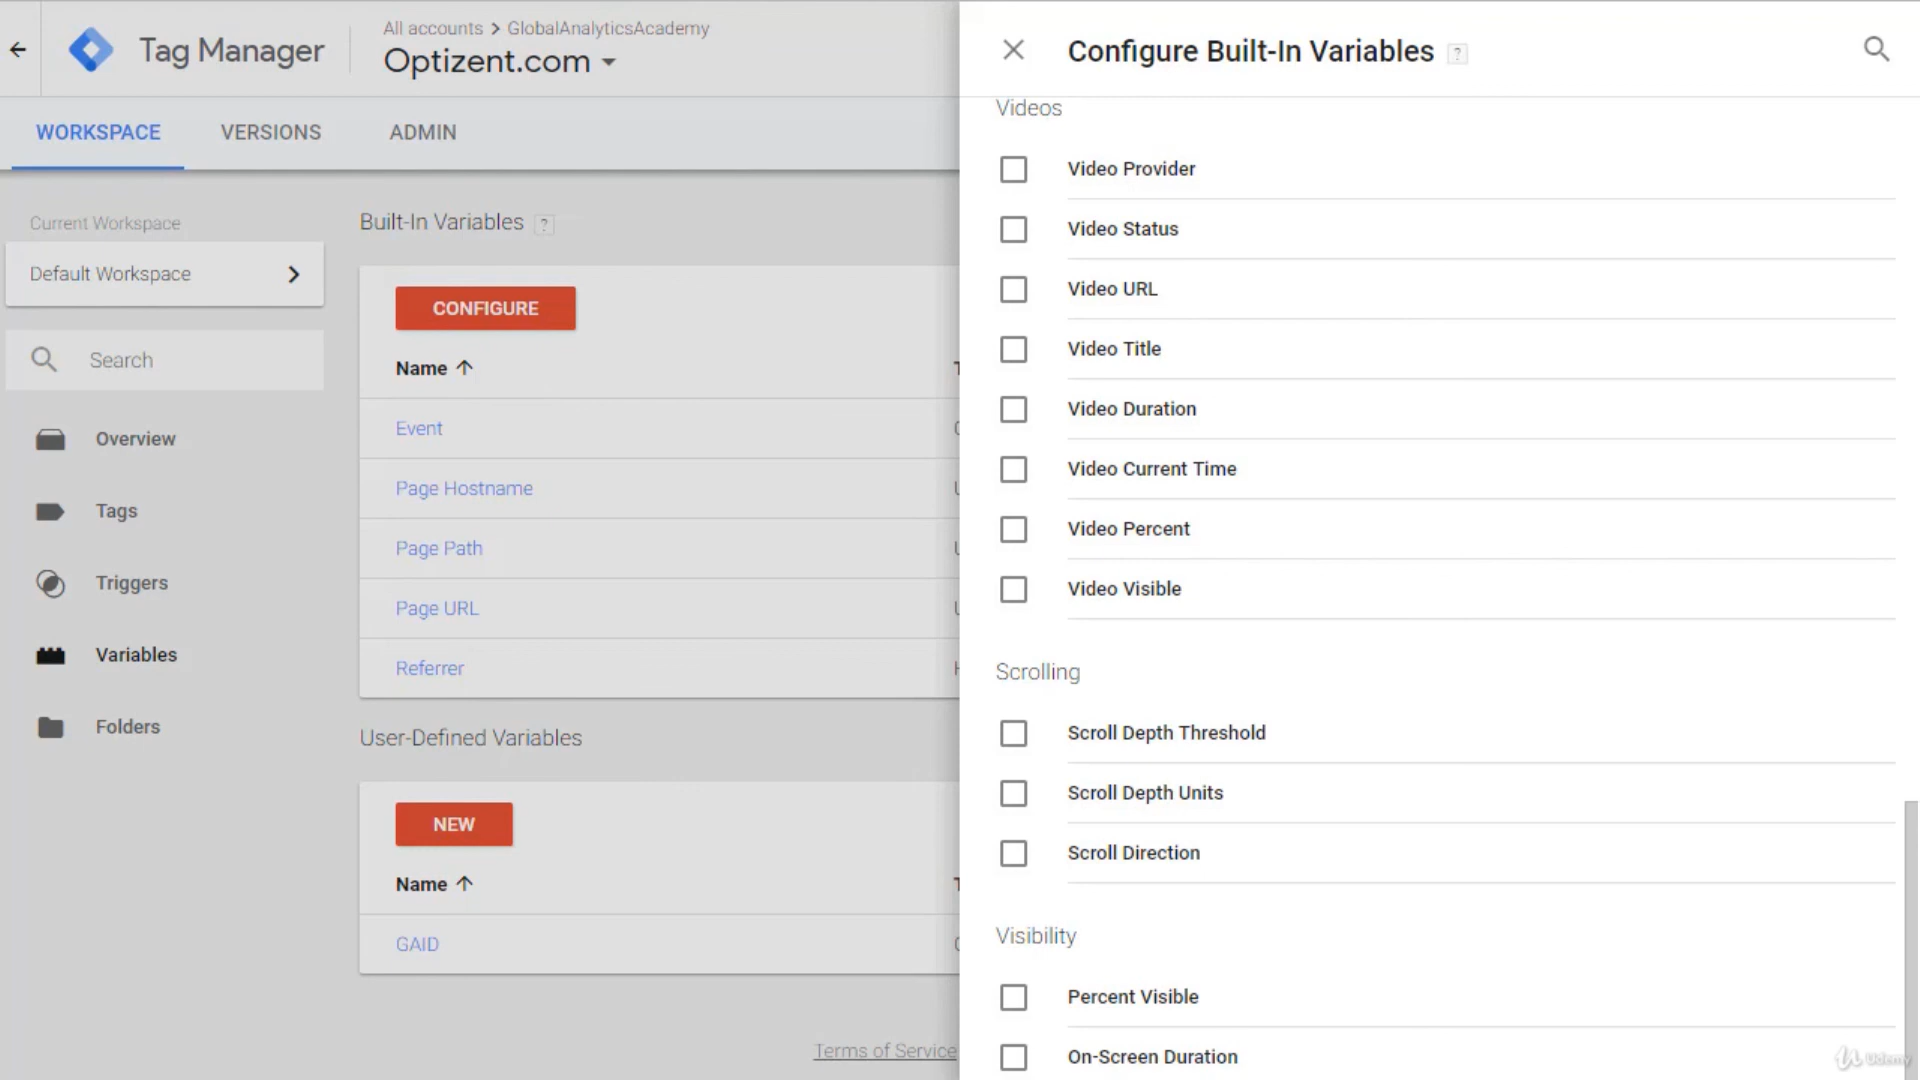 Tag Manager
All accounts > GlobalAnalyticsAcademy
Optizent.com
WORKSPACE VERSIONS ADMIN
Current Workspace
Default Workspace
Search
Overview
Tags
Triggers
Variables
Folders
Built-In Variables ?
CONFIGURE
Name
Event
Page Hostname
Page Path
Page URL
Referrer
User-Defined Variables
NEW
Name
GAID
Terms of Service
Configure Built-In Variables ?
Videos
Video Provider
Video Status
Video URL
Video Title
Video Duration
Video Current Time
Video Percent
Video Visible
Scrolling
Scroll Depth Threshold
Scroll Depth Units
Scroll Direction
Visibility
Percent Visible
On-Screen Duration
Udemy